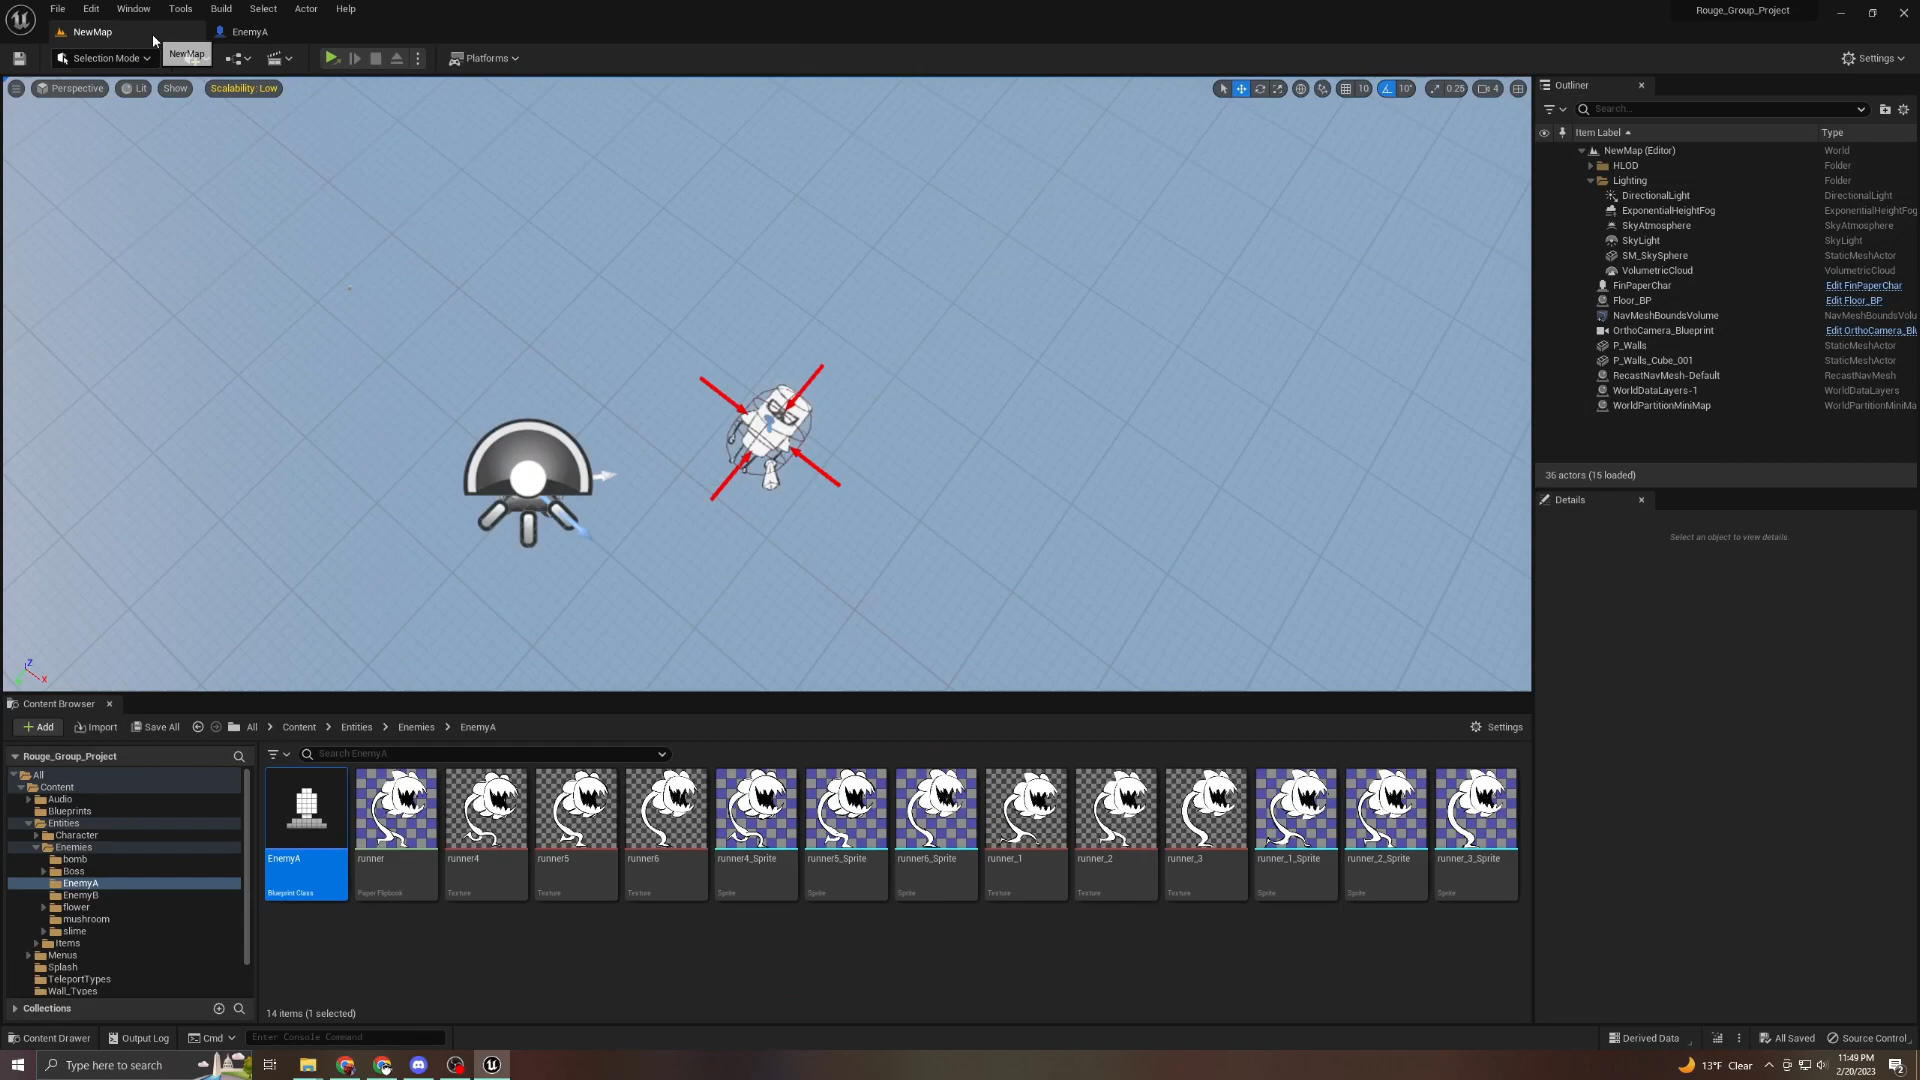 File Edit Window Tools Build Select Actor Help
Rouge_Group_Project
NewMap
EnemyA
Selection Mode
NewMap
Platforms
Settings
Perspective
Lit
Show
Scalability: Low
10
10°
0.25
4
Outliner
Search...
Item Label
Type
NewMap (Editor)
World
HLOD
Folder
Lighting
Folder
DirectionalLight
DirectionalLight
ExponentialHeightFog
ExponentialHeightFog
SkyAtmosphere
SkyAtmosphere
SkyLight
SkyLight
SM_SkySphere
StaticMeshActor
VolumetricCloud
VolumetricCloud
FinPaperChar
Edit FinPaperChar
Floor_BP
Edit Floor_BP
NavMeshBoundsVolume
NavMeshBoundsVolu
OrthoCamera_Blueprint
Edit OrthoCamera_Bl
P_Walls
StaticMeshActor
P_Walls_Cube_001
StaticMeshActor
RecastNavMesh-Default
RecastNavMesh
WorldDataLayers-1
WorldDataLayers
WorldPartitionMiniMap
WorldPartitionMiniMa
36 actors (15 loaded)
Details
Select an object to view details.
Z
X
Content Browser
Add
Import
Save All
All > Content > Entities > Enemies > EnemyA
Settings
Rouge_Group_Project
Search EnemyA
All
Content
Audio
Blueprints
Entities
Character
Enemies
bomb
Boss
EnemyA
EnemyB
flower
mushroom
slime
Items
Menus
Splash
TeleportTypes
Wall_Types
Collections
EnemyA
Blueprint Class
runner
Paper Flipbook
runner4
Texture
runner5
Texture
runner6
Texture
runner4_Sprite
Sprite
runner5_Sprite
Sprite
runner6_Sprite
Sprite
runner_1
Texture
runner_2
Texture
runner_3
Texture
runner_1_Sprite
Sprite
runner_2_Sprite
Sprite
runner_3_Sprite
Sprite
14 items (1 selected)
Content Drawer
Output Log
Cmd
Enter Console Command
Derived Data
All Saved
Source Control
Type here to search
13°F Clear
11:49 PM
2/20/2023
2